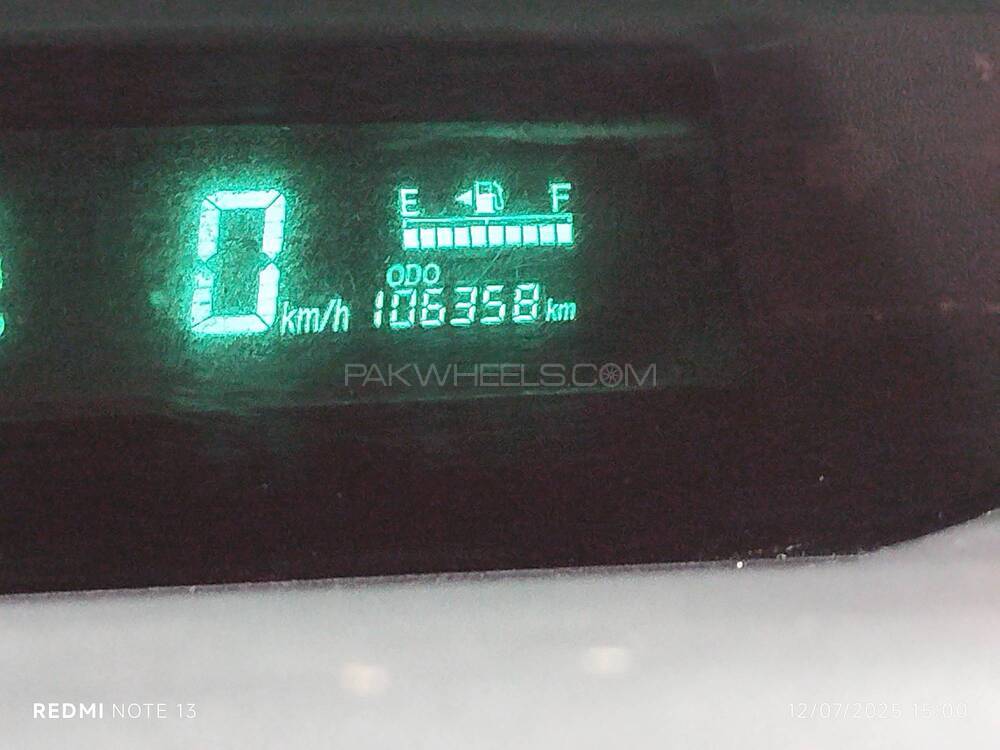 E F
0 km/h
ODO
106358 km
PAKWHEELS.COM
REDMI NOTE 13
12/07/2025 15:00